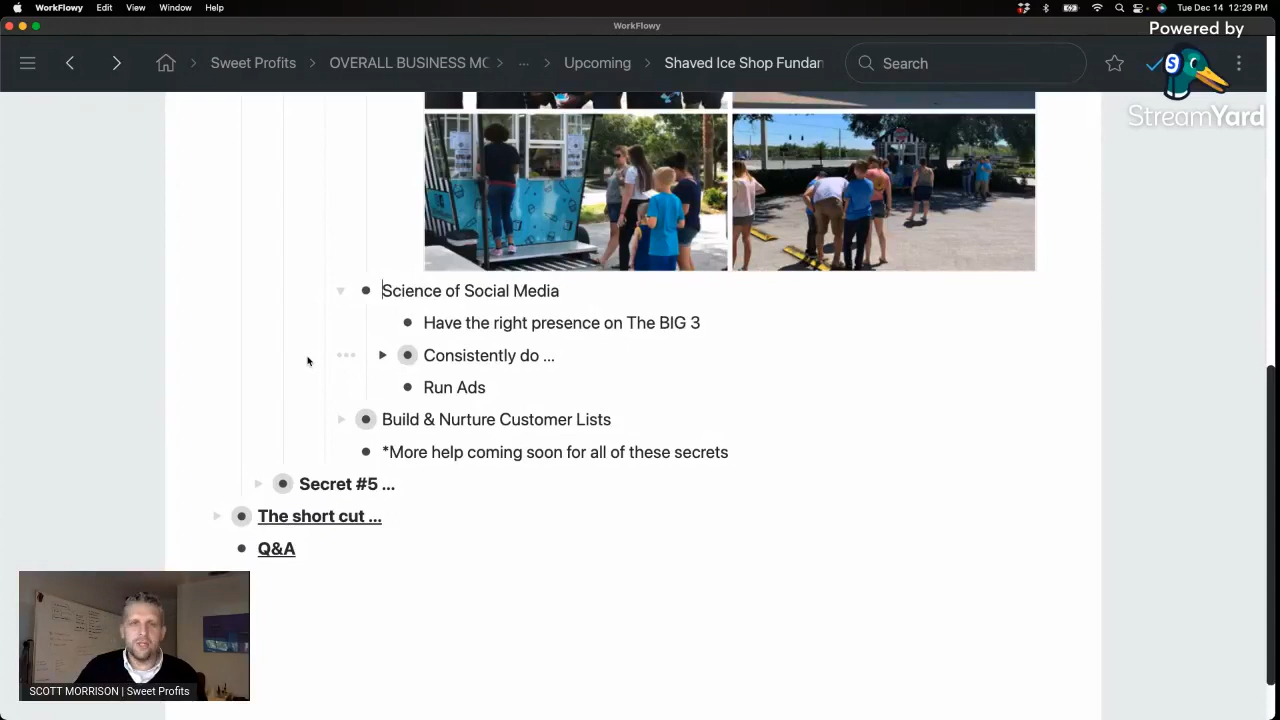 WorkFlowy Edit View Window Help Tue Dec 14 12:29 PM
WorkFlowy
Powered by
Sweet Profits OVERALL BUSINESS MO ... Upcoming Shaved Ice Shop Fundar Search
S
StreamYard
Science of Social Media
Have the right presence on The BIG 3
Consistently do ...
Run Ads
Build & Nurture Customer Lists
*More help coming soon for all of these secrets
Secret #5 ...
The short cut ...
Q&A
SCOTT MORRISON | Sweet Profits